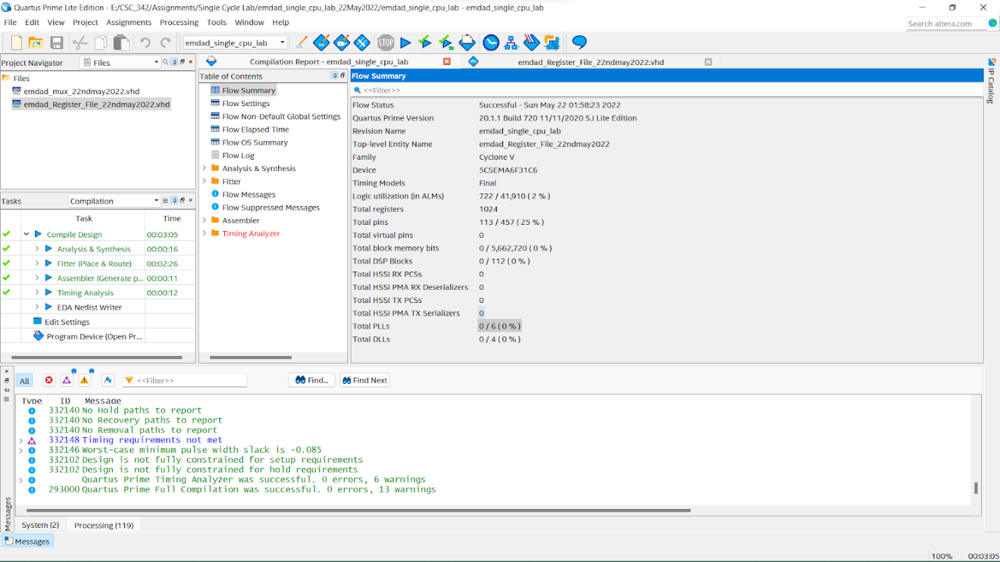 Quartus Prime Lite Edition - E:/CSC_342/Assignments/Single Cycle Lab/emdad_single_cpu_lab_22May2022/emdad_single_cpu_lab - emdad_single_cpu_lab
File Edit View Project Assignments Processing Tools Window Help
Search altera.com
emdad_single_cpu_lab
STOP
Project Navigator
Files
Files
emdad_mux_22ndmay2022.vhd
emdad_Register_File_22ndmay2022.vhd
Tasks
Compilation
Task Time
Compile Design 00:03:05
Analysis & Synthesis 00:00:16
Fitter (Place & Route) 00:02:26
Assembler (Generate p... 00:00:11
Timing Analysis 00:00:12
EDA Netlist Writer
Edit Settings
Program Device (Open Pr...
Compilation Report - emdad_single_cpu_lab
emdad_Register_File_22ndmay2022.vhd
Table of Contents
Flow Summary
Flow Settings
Flow Non-Default Global Settings
Flow Elapsed Time
Flow OS Summary
Flow Log
Analysis & Synthesis
Fitter
Flow Messages
Flow Suppressed Messages
Assembler
Timing Analyzer
Flow Summary
<<Filter>>
Flow Status Successful - Sun May 22 01:58:23 2022
Quartus Prime Version 20.1.1 Build 720 11/11/2020 SJ Lite Edition
Revision Name emdad_single_cpu_lab
Top-level Entity Name emdad_Register_File_22ndmay2022
Family Cyclone V
Device 5CSEMA6F31C6
Timing Models Final
Logic utilization (in ALMs) 722 / 41,910 ( 2 % )
Total registers 1024
Total pins 113 / 457 ( 25 % )
Total virtual pins 0
Total block memory bits 0 / 5,662,720 ( 0 % )
Total DSP Blocks 0 / 112 ( 0 % )
Total HSSI RX PCSs 0
Total HSSI PMA RX Deserializers 0
Total HSSI TX PCSs 0
Total HSSI PMA TX Serializers 0
Total PLLs 0 / 6 ( 0 % )
Total DLLs 0 / 4 ( 0 % )
IP Catalog
All
<<Filter>>
Find...
Find Next
Type ID Message
332140 No Hold paths to report
332140 No Recovery paths to report
332140 No Removal paths to report
332148 Timing requirements not met
332146 Worst-case minimum pulse width slack is -0.085
332102 Design is not fully constrained for setup requirements
332102 Design is not fully constrained for hold requirements
Quartus Prime Timing Analyzer was successful. 0 errors, 6 warnings
293000 Quartus Prime Full Compilation was successful. 0 errors, 13 warnings
Messages
System (2) Processing (119)
Messages
100% 00:03:05